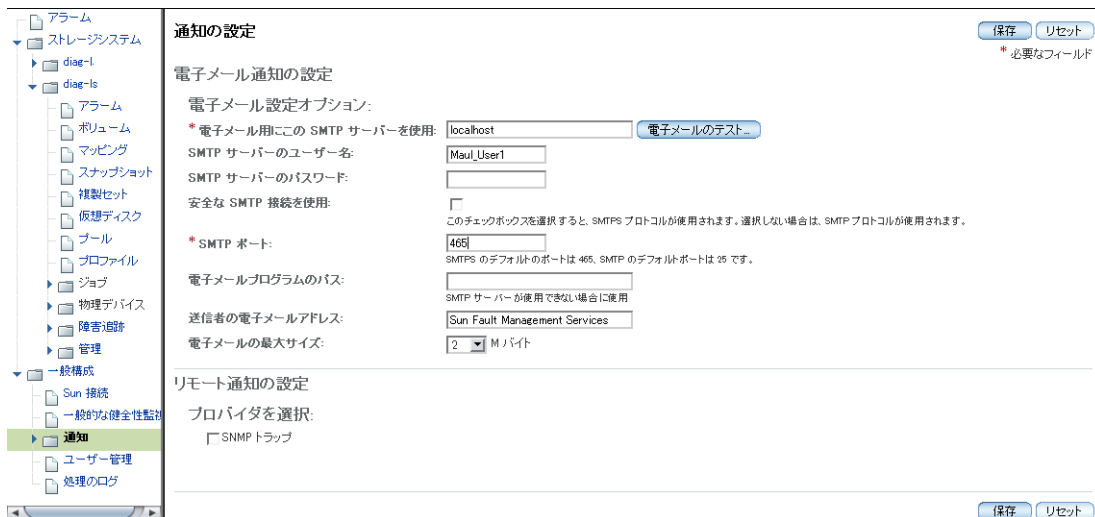 アラーム
ストレージシステム
diag-l.
diag-ls
アラーム
ボリューム
マッピング
スナップショット
複製セット
仮想ディスク
プール
プロファイル
ジョブ
物理デバイス
障害追跡
管理
一般構成
Sun 接続
一般的な健全性監視
通知
ユーザー管理
処理のログ
通知の設定
保存 リセット
* 必要なフィールド
電子メール通知の設定
電子メール設定オプション:
* 電子メール用にこの SMTP サーバーを使用: localhost 電子メールのテスト...
SMTP サーバーのユーザー名: Maul_User1
SMTP サーバーのパスワード:
安全な SMTP 接続を使用:
このチェックボックスを選択すると、SMTPS プロトコルが使用されます。選択しない場合は、SMTP プロトコルが使用されます。
* SMTP ポート: 465
SMTPS のデフォルトのポートは 465、SMTP のデフォルトポートは 25 です。
電子メールプログラムのパス:
SMTP サーバーが使用できない場合に使用
送信者の電子メールアドレス: Sun Fault Management Services
電子メールの最大サイズ: 2 M バイト
リモート通知の設定
プロバイダを選択:
SNMP トラップ
保存 リセット